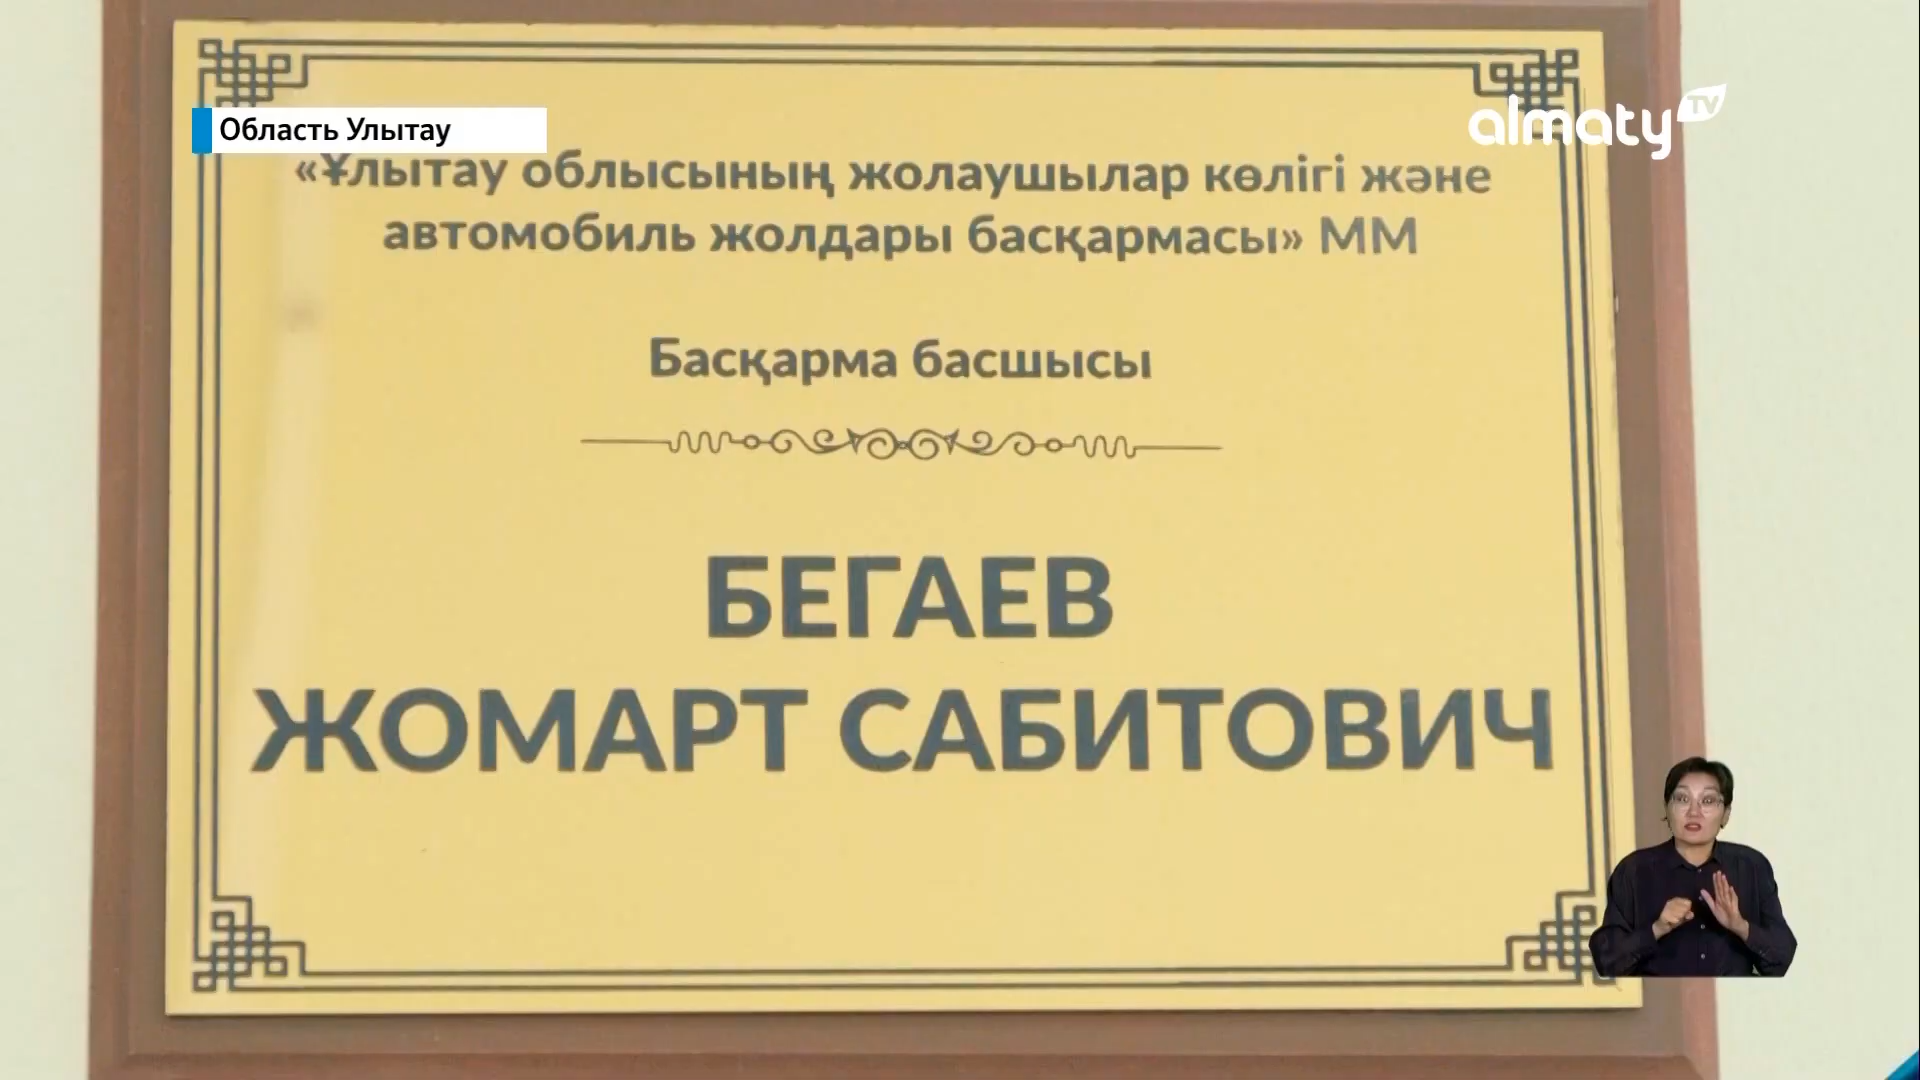 almaty TV
Область Улытау
«Ұлытау облысының жолаушылар көлігі және
автомобиль жолдары басқармасы» ММ
Басқарма басшысы
БЕГАЕВ
ЖОМАРТ САБИТОВИЧ